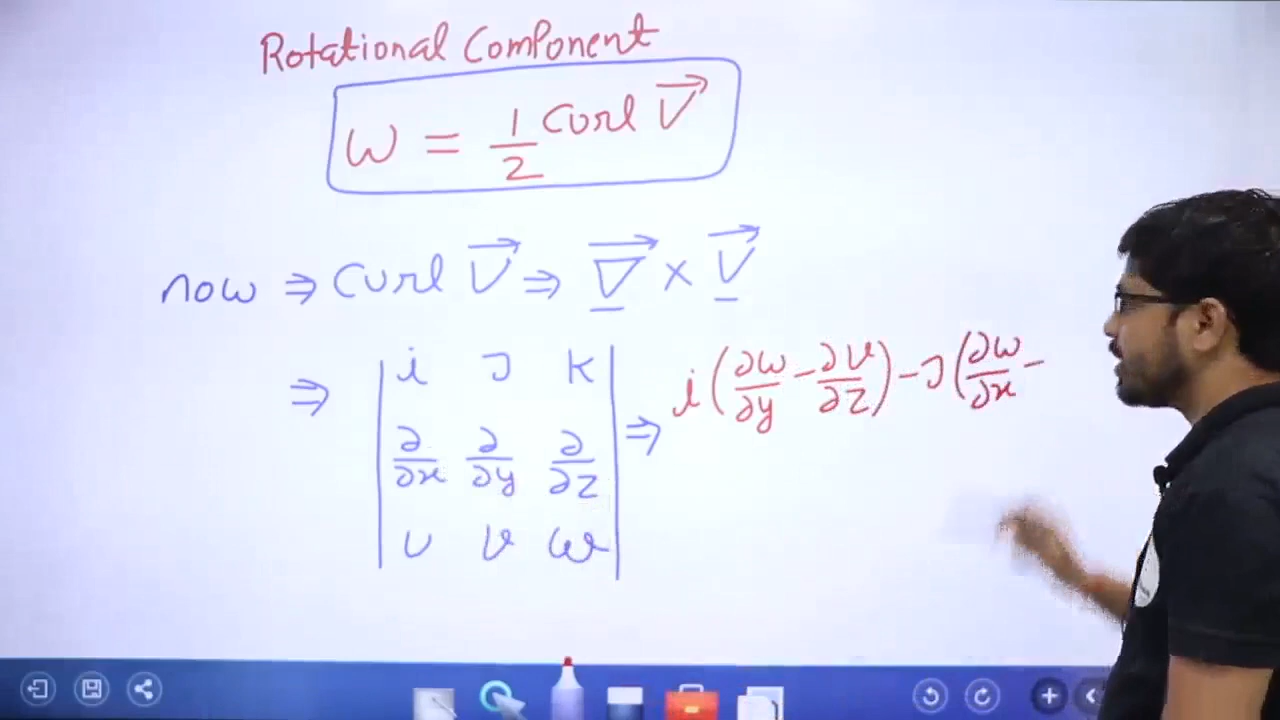 Rotational Component
ω = 1/2 Curl V⃗
now ⇒ Curl V⃗ ⇒ ∇⃗ × V⃗
⇒ | i J K | ⇒ i (∂w/∂y − ∂v/∂z) − J (∂w/∂x −
| ∂/∂x ∂/∂y ∂/∂z |
| u v w |